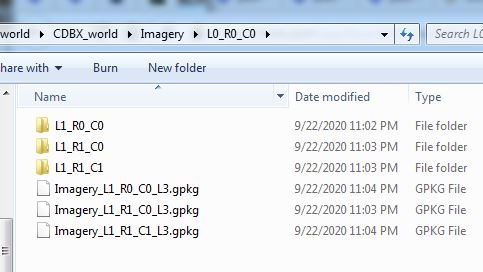 world ▸ CDBX_world ▸ Imagery ▸ L0_R0_C0 ▸ Search L0
hare with Burn New folder
Name Date modified Type
L1_R0_C0 9/22/2020 11:02 PM File folder
L1_R1_C0 9/22/2020 11:03 PM File folder
L1_R1_C1 9/22/2020 11:03 PM File folder
Imagery_L1_R0_C0_L3.gpkg 9/22/2020 11:04 PM GPKG File
Imagery_L1_R1_C0_L3.gpkg 9/22/2020 11:03 PM GPKG File
Imagery_L1_R1_C1_L3.gpkg 9/22/2020 11:04 PM GPKG File